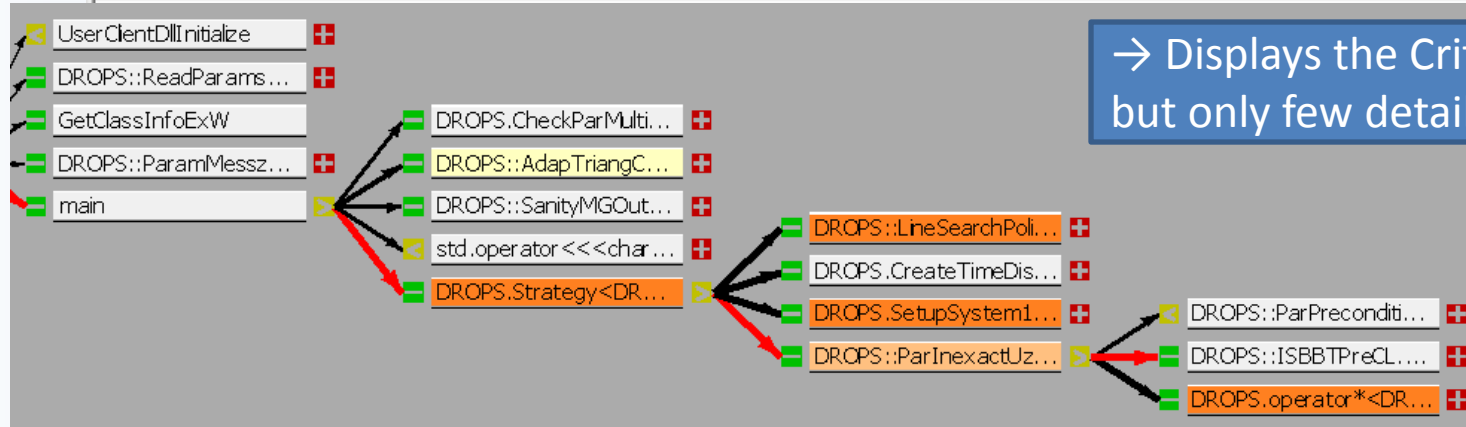 UserClientDllInitialize
DROPS::ReadParams...
GetClassInfoExW
DROPS::ParamMessz...
main
DROPS.CheckParMulti...
DROPS::AdapTriangC...
DROPS::SanityMGOut...
std.operator<<<char...
DROPS.Strategy<DR...
DROPS::LineSearchPoli...
DROPS.CreateTimeDis...
DROPS.SetupSystem1...
DROPS::ParInexactUz...
DROPS::ParPreconditi...
DROPS::ISBBTPreCL....
DROPS.operator*<DR...
→ Displays the Cri
but only few detai